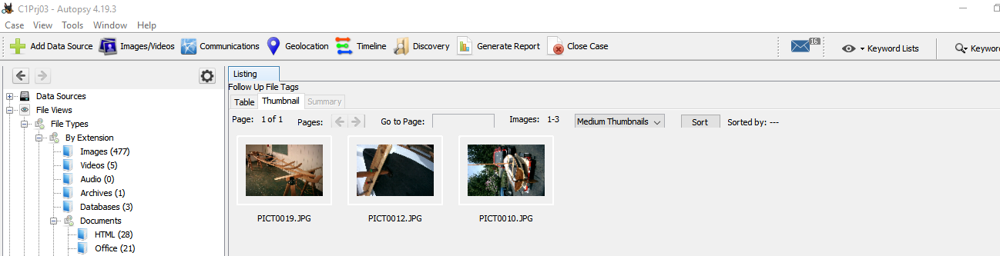 C1Prj03 - Autopsy 4.19.3
Case View Tools Window Help
Add Data Source Images/Videos Communications Geolocation Timeline Discovery Generate Report Close Case 16 Keyword Lists Keywor
Listing
Follow Up File Tags
Table Thumbnail Summary
Page: 1 of 1 Pages: Go to Page: Images: 1-3 Medium Thumbnails Sort Sorted by: ---
Data Sources
File Views
File Types
By Extension
Images (477)
Videos (5)
Audio (0)
Archives (1)
Databases (3)
Documents
HTML (28)
Office (21)
PICT0019.JPG PICT0012.JPG PICT0010.JPG